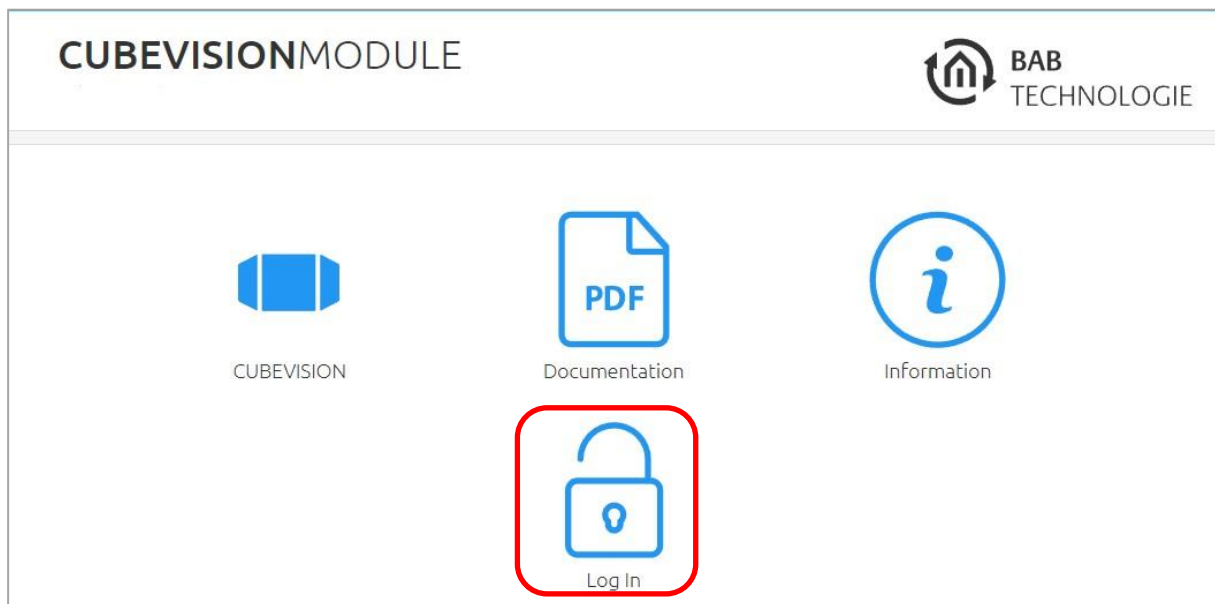 CUBEVISIONMODULE
BAB
TECHNOLOGIE
PDF
i
CUBEVISION
Documentation
Information
Log In